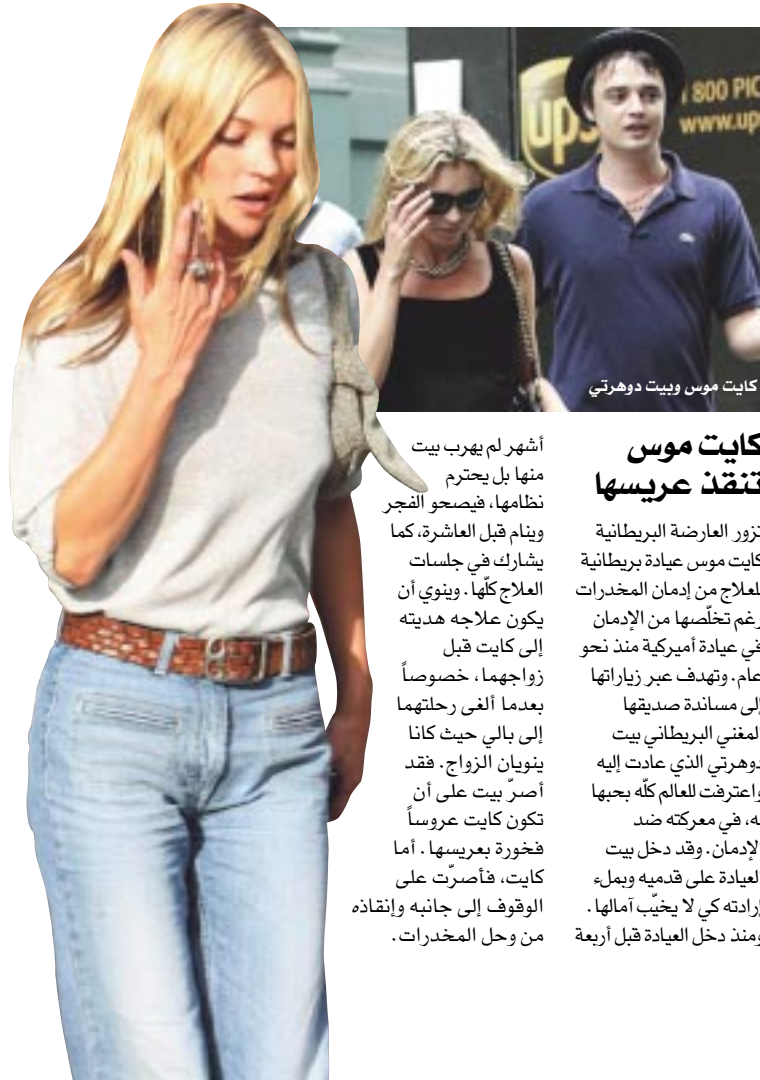 ups
1 800 PIC
www.up
كايت موس وبيت دوهرتي
كايت موس
تنقذ عريسها
تزور العارضة البريطانية
كايت موس عيادة بريطانية
للعلاج من إدمان المخدرات
رغم تخلّصها من الإدمان
في عيادة أميركية منذ نحو
عام. وتهدف عبر زياراتها
إلى مساندة صديقها
المغني البريطاني بيت
دوهرتي الذي عادت إليه
واعترفت للعالم كلّه بحبها
له، في معركته ضد
الإدمان. وقد دخل بيت
العيادة على قدميه وبملء
إرادته كي لا يخيّب آمالها.
ومنذ دخل العيادة قبل أربعة
أشهر لم يهرب بيت
منها بل يحترم
نظامها، فيصحو الفجر
وينام قبل العاشرة، كما
يشارك في جلسات
العلاج كلّها. وينوي أن
يكون علاجه هديته
إلى كايت قبل
زواجهما، خصوصاً
بعدما ألغى رحلتهما
إلى بالي حيث كانا
ينويان الزواج. فقد
أصرّ بيت على أن
تكون كايت عروساً
فخورة بعريسها. أما
كايت، فأصرّت على
الوقوف إلى جانبه وإنقاذه
من وحل المخدرات.